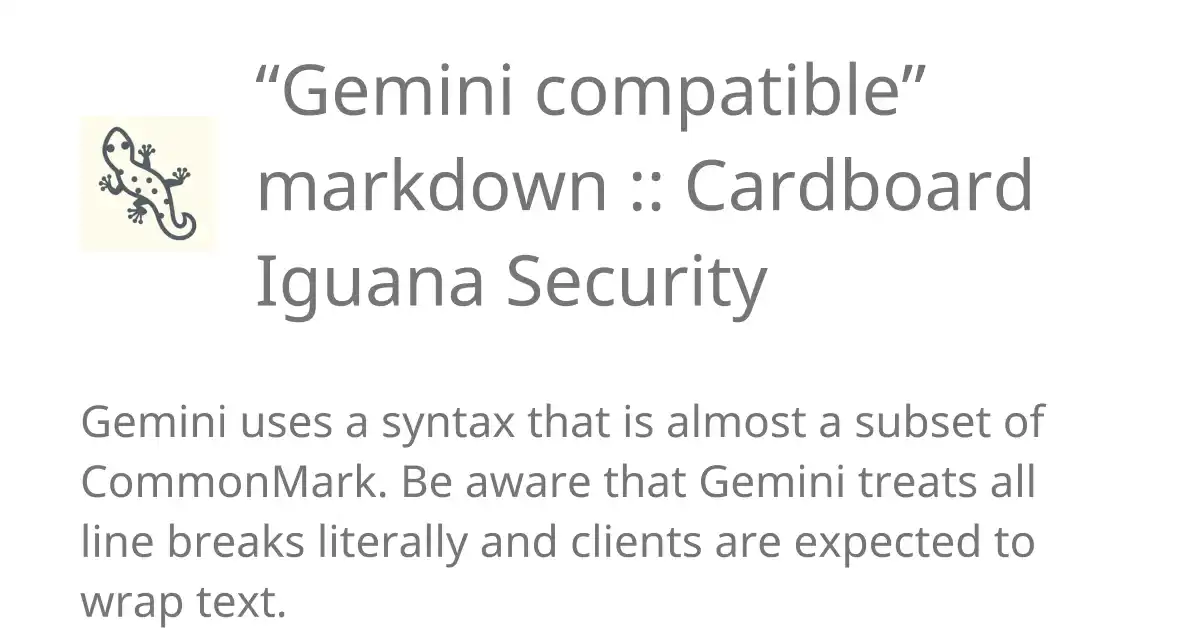 “Gemini compatible”
markdown :: Cardboard
Iguana Security
Gemini uses a syntax that is almost a subset of
CommonMark. Be aware that Gemini treats all
line breaks literally and clients are expected to
wrap text.